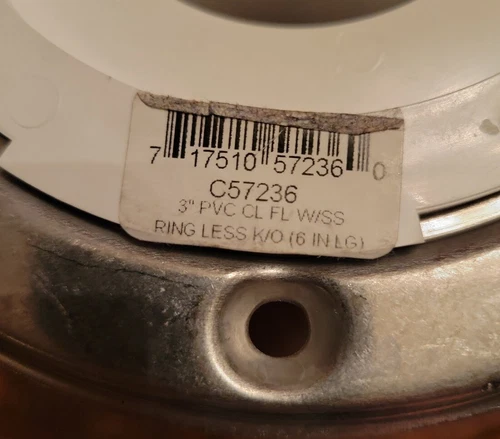 7 17510 57236 0
C57236
3" PVC CL FL W/SS
RING LESS K/O (6 IN LG)